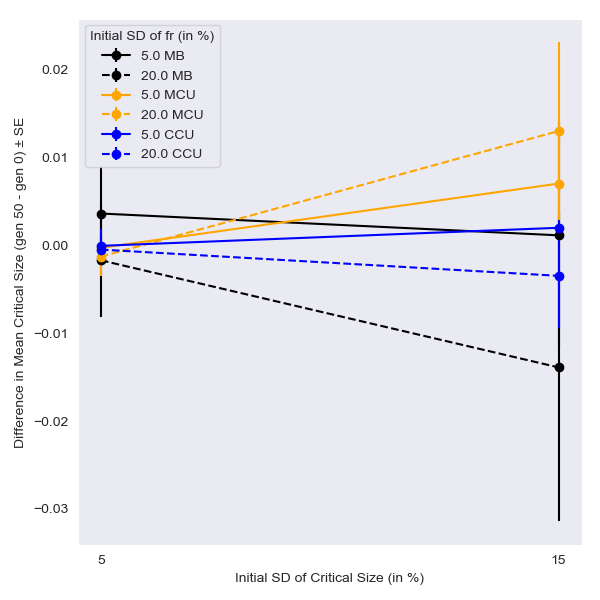 Initial SD of fr (in %)
5.0 MB
20.0 MB
5.0 MCU
20.0 MCU
5.0 CCU
20.0 CCU
0.02
0.01
0.00
−0.01
−0.02
−0.03
Difference in Mean Critical Size (gen 50 - gen 0) ± SE
5
15
Initial SD of Critical Size (in %)